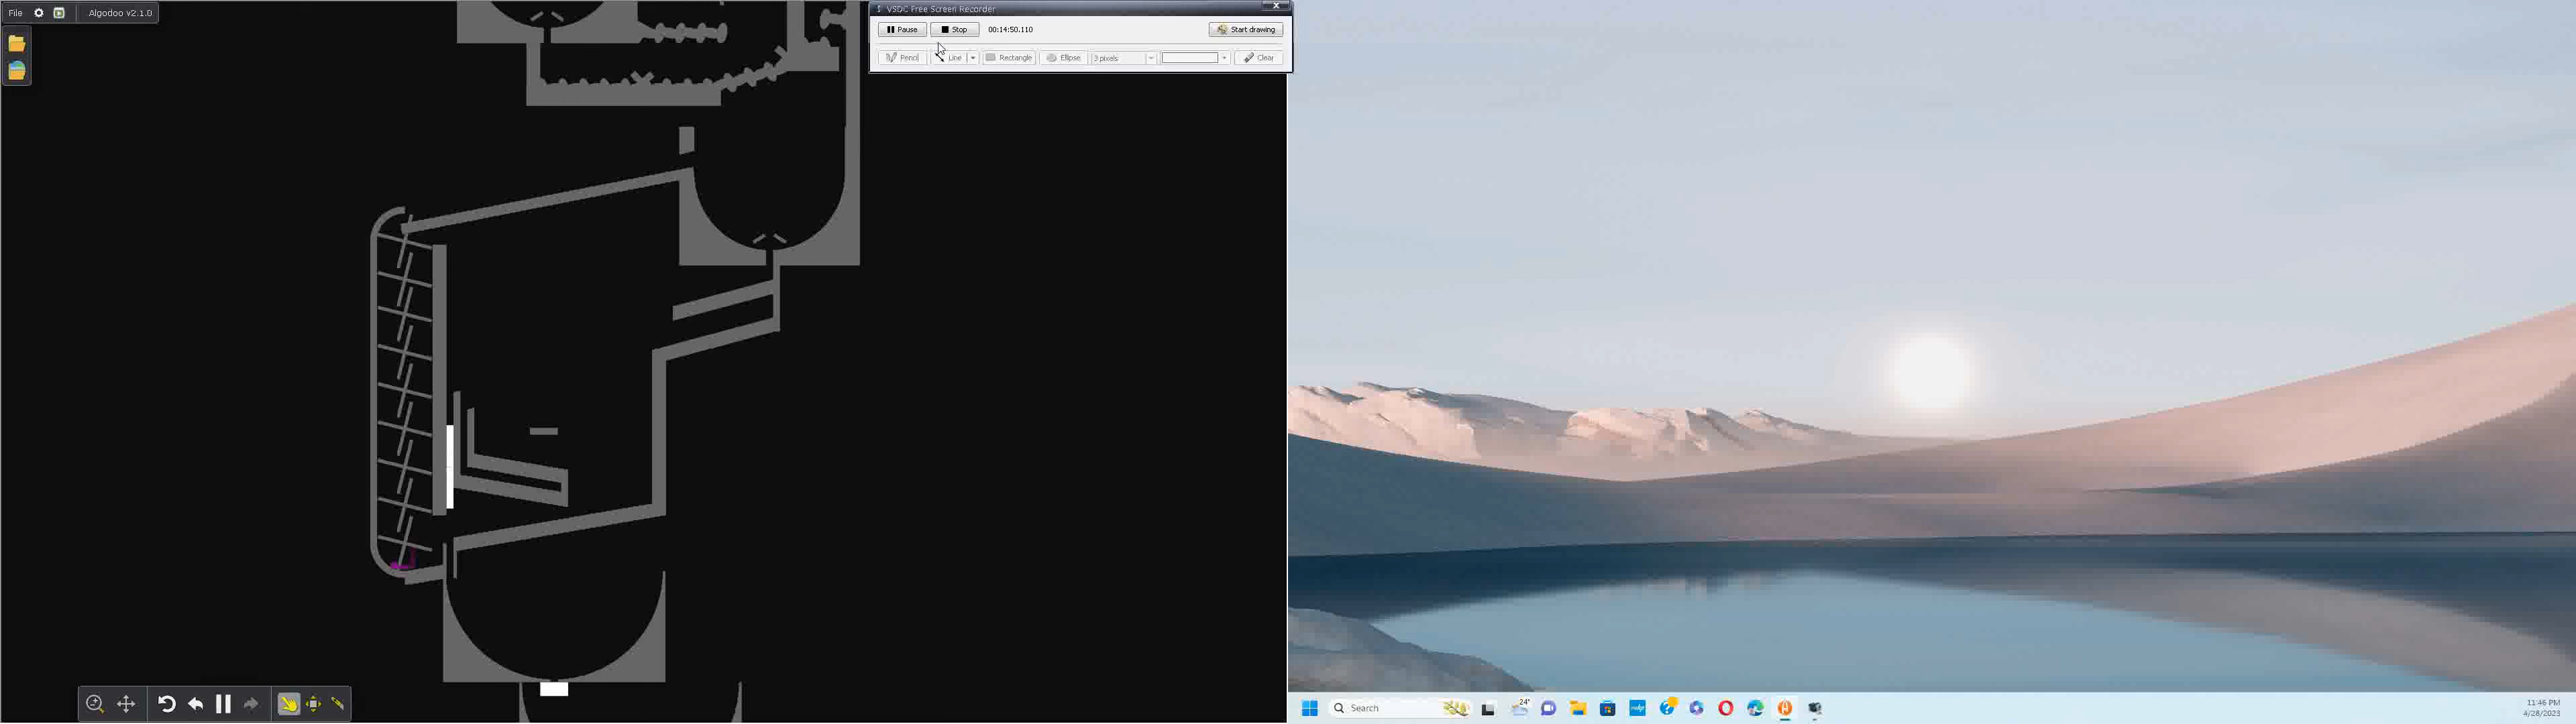 File Algodoo v2.1.0
VSDC Free Screen Recorder
Pause Stop 00:14:50.110 Start drawing
Pencil Line Rectangle Ellipse 3 pixels Clear
Search
24°
11:46 PM
4/28/2023